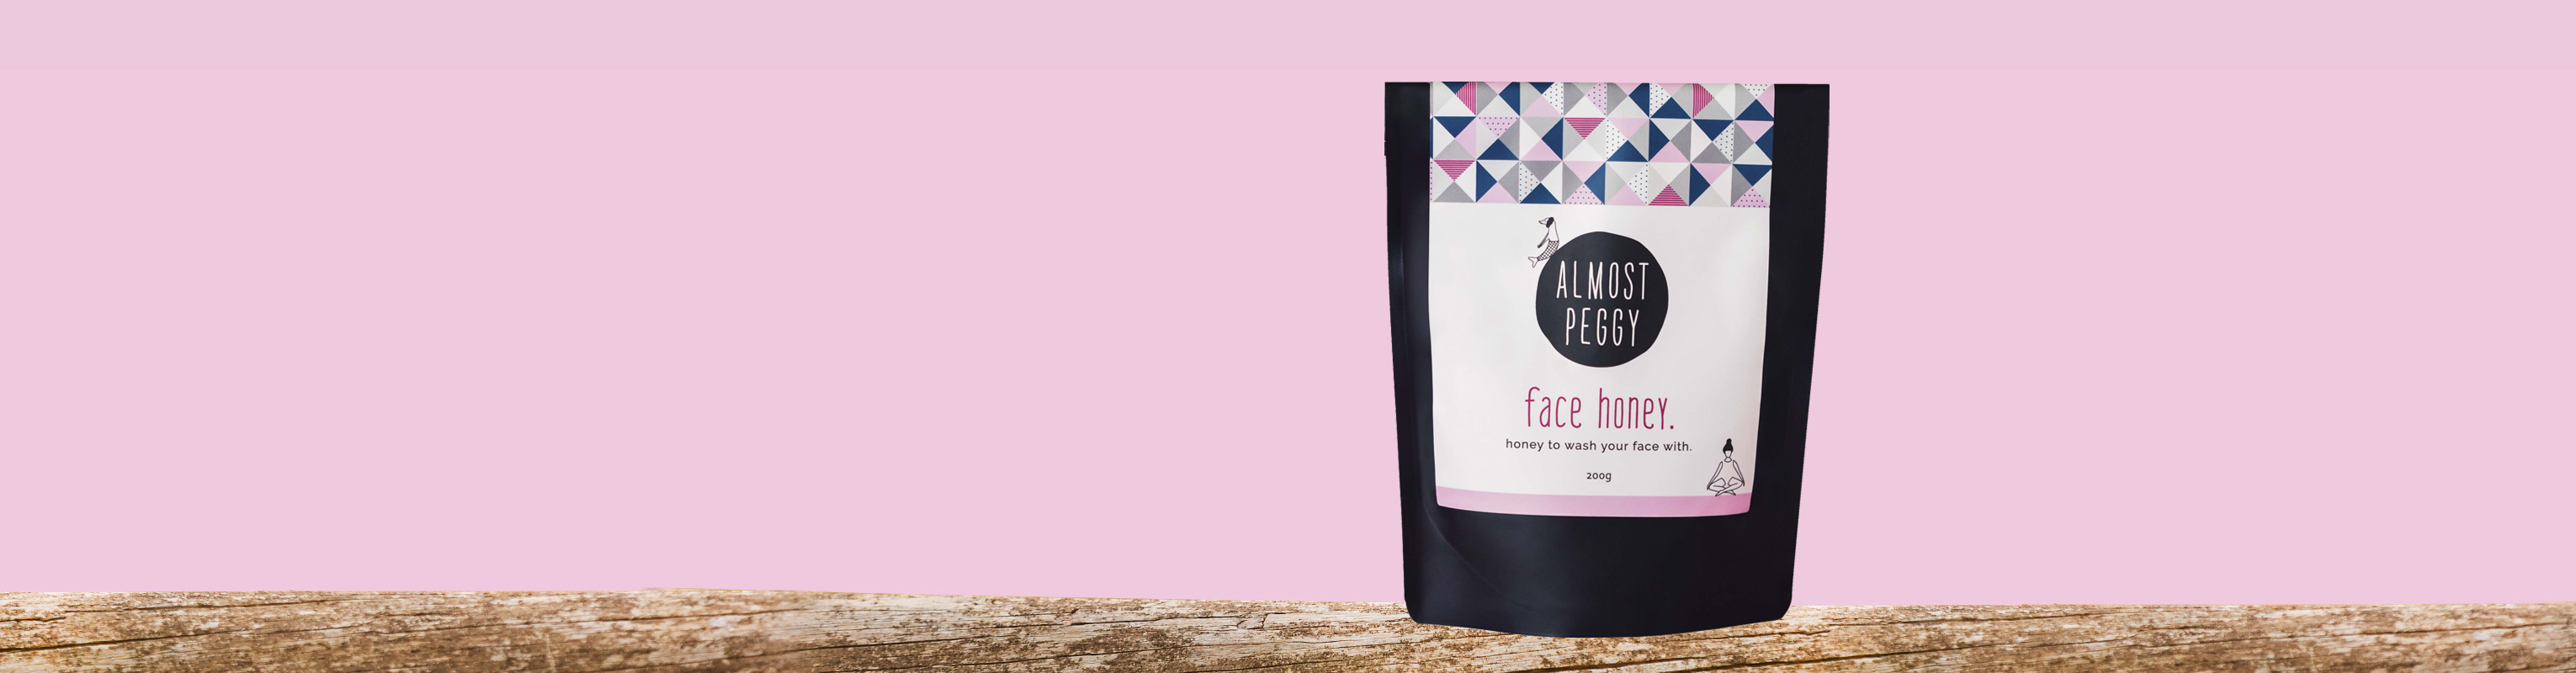 ALMOST
PEGGY
face honey.
honey to wash your face with.
200g